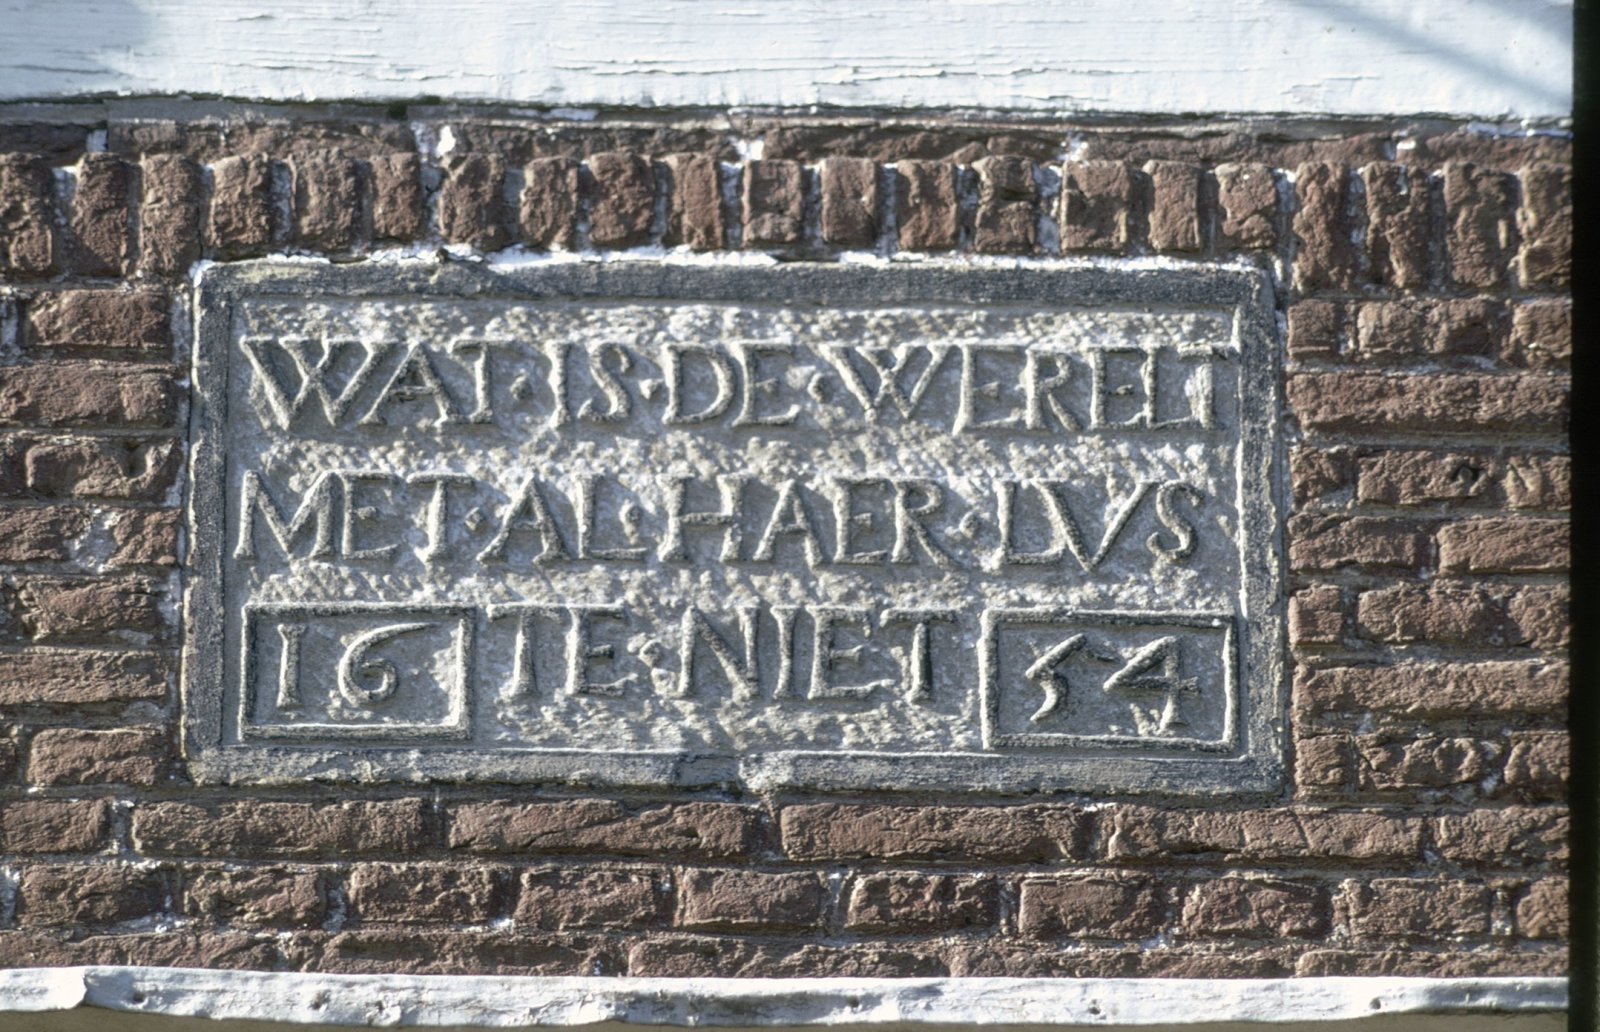 WAT·IS·DE·WERELT
MET·AL·HAER·LVS
16 TE·NIET 54